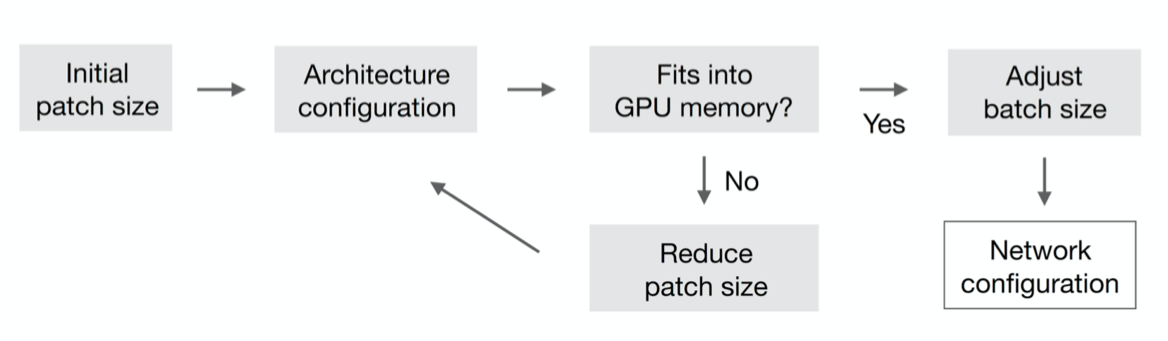 Initial
patch size
Architecture
configuration
Fits into
GPU memory?
Yes
Adjust
batch size
No
Reduce
patch size
Network
configuration